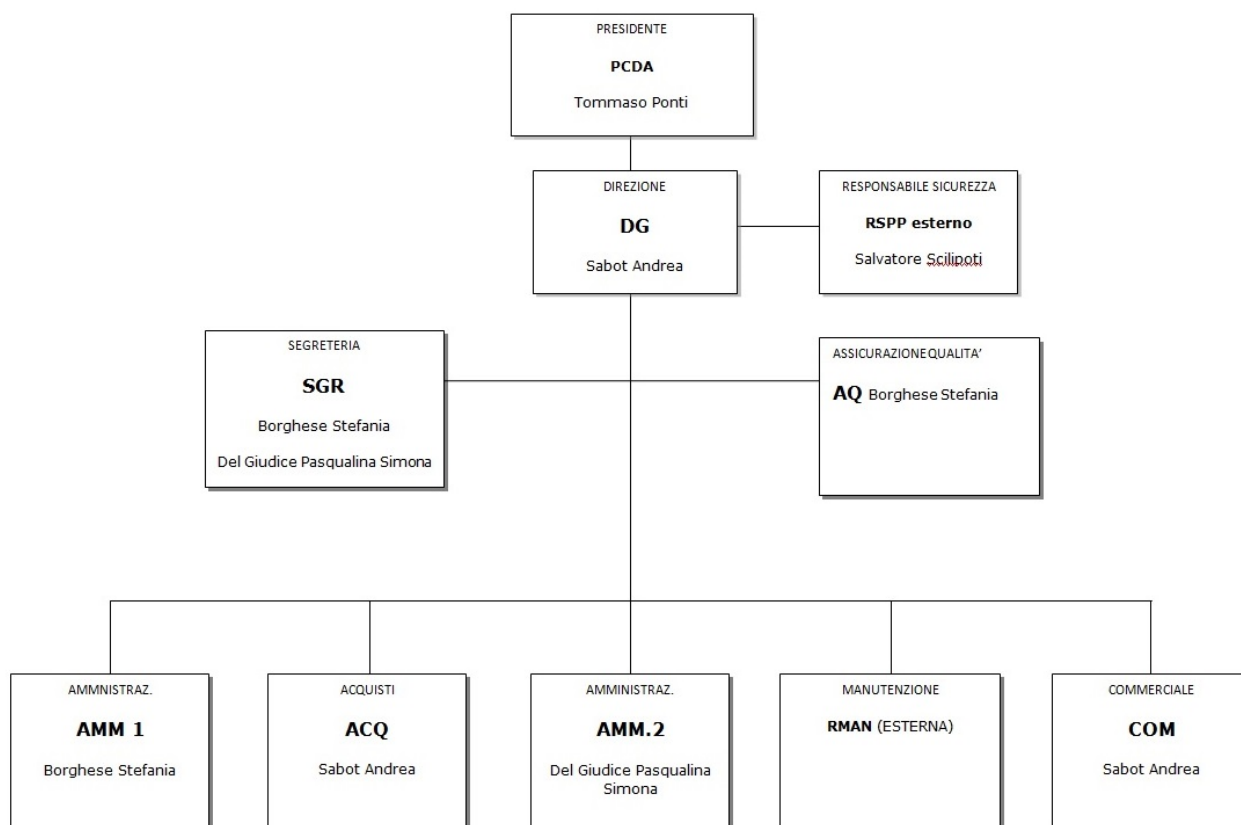 PRESIDENTE
PCDA
Tommaso Ponti
DIREZIONE
DG
Sabot Andrea
RESPONSABILE SICUREZZA
RSPP esterno
Salvatore Scilipoti
SEGRETERIA
SGR
Borghese Stefania
Del Giudice Pasqualina Simona
ASSICURAZIONE QUALITA’
AQ Borghese Stefania
AMMNISTRAZ.
AMM 1
Borghese Stefania
ACQUISTI
ACQ
Sabot Andrea
AMMINISTRAZ.
AMM.2
Del Giudice Pasqualina
Simona
MANUTENZIONE
RMAN (ESTERNA)
COMMERCIALE
COM
Sabot Andrea